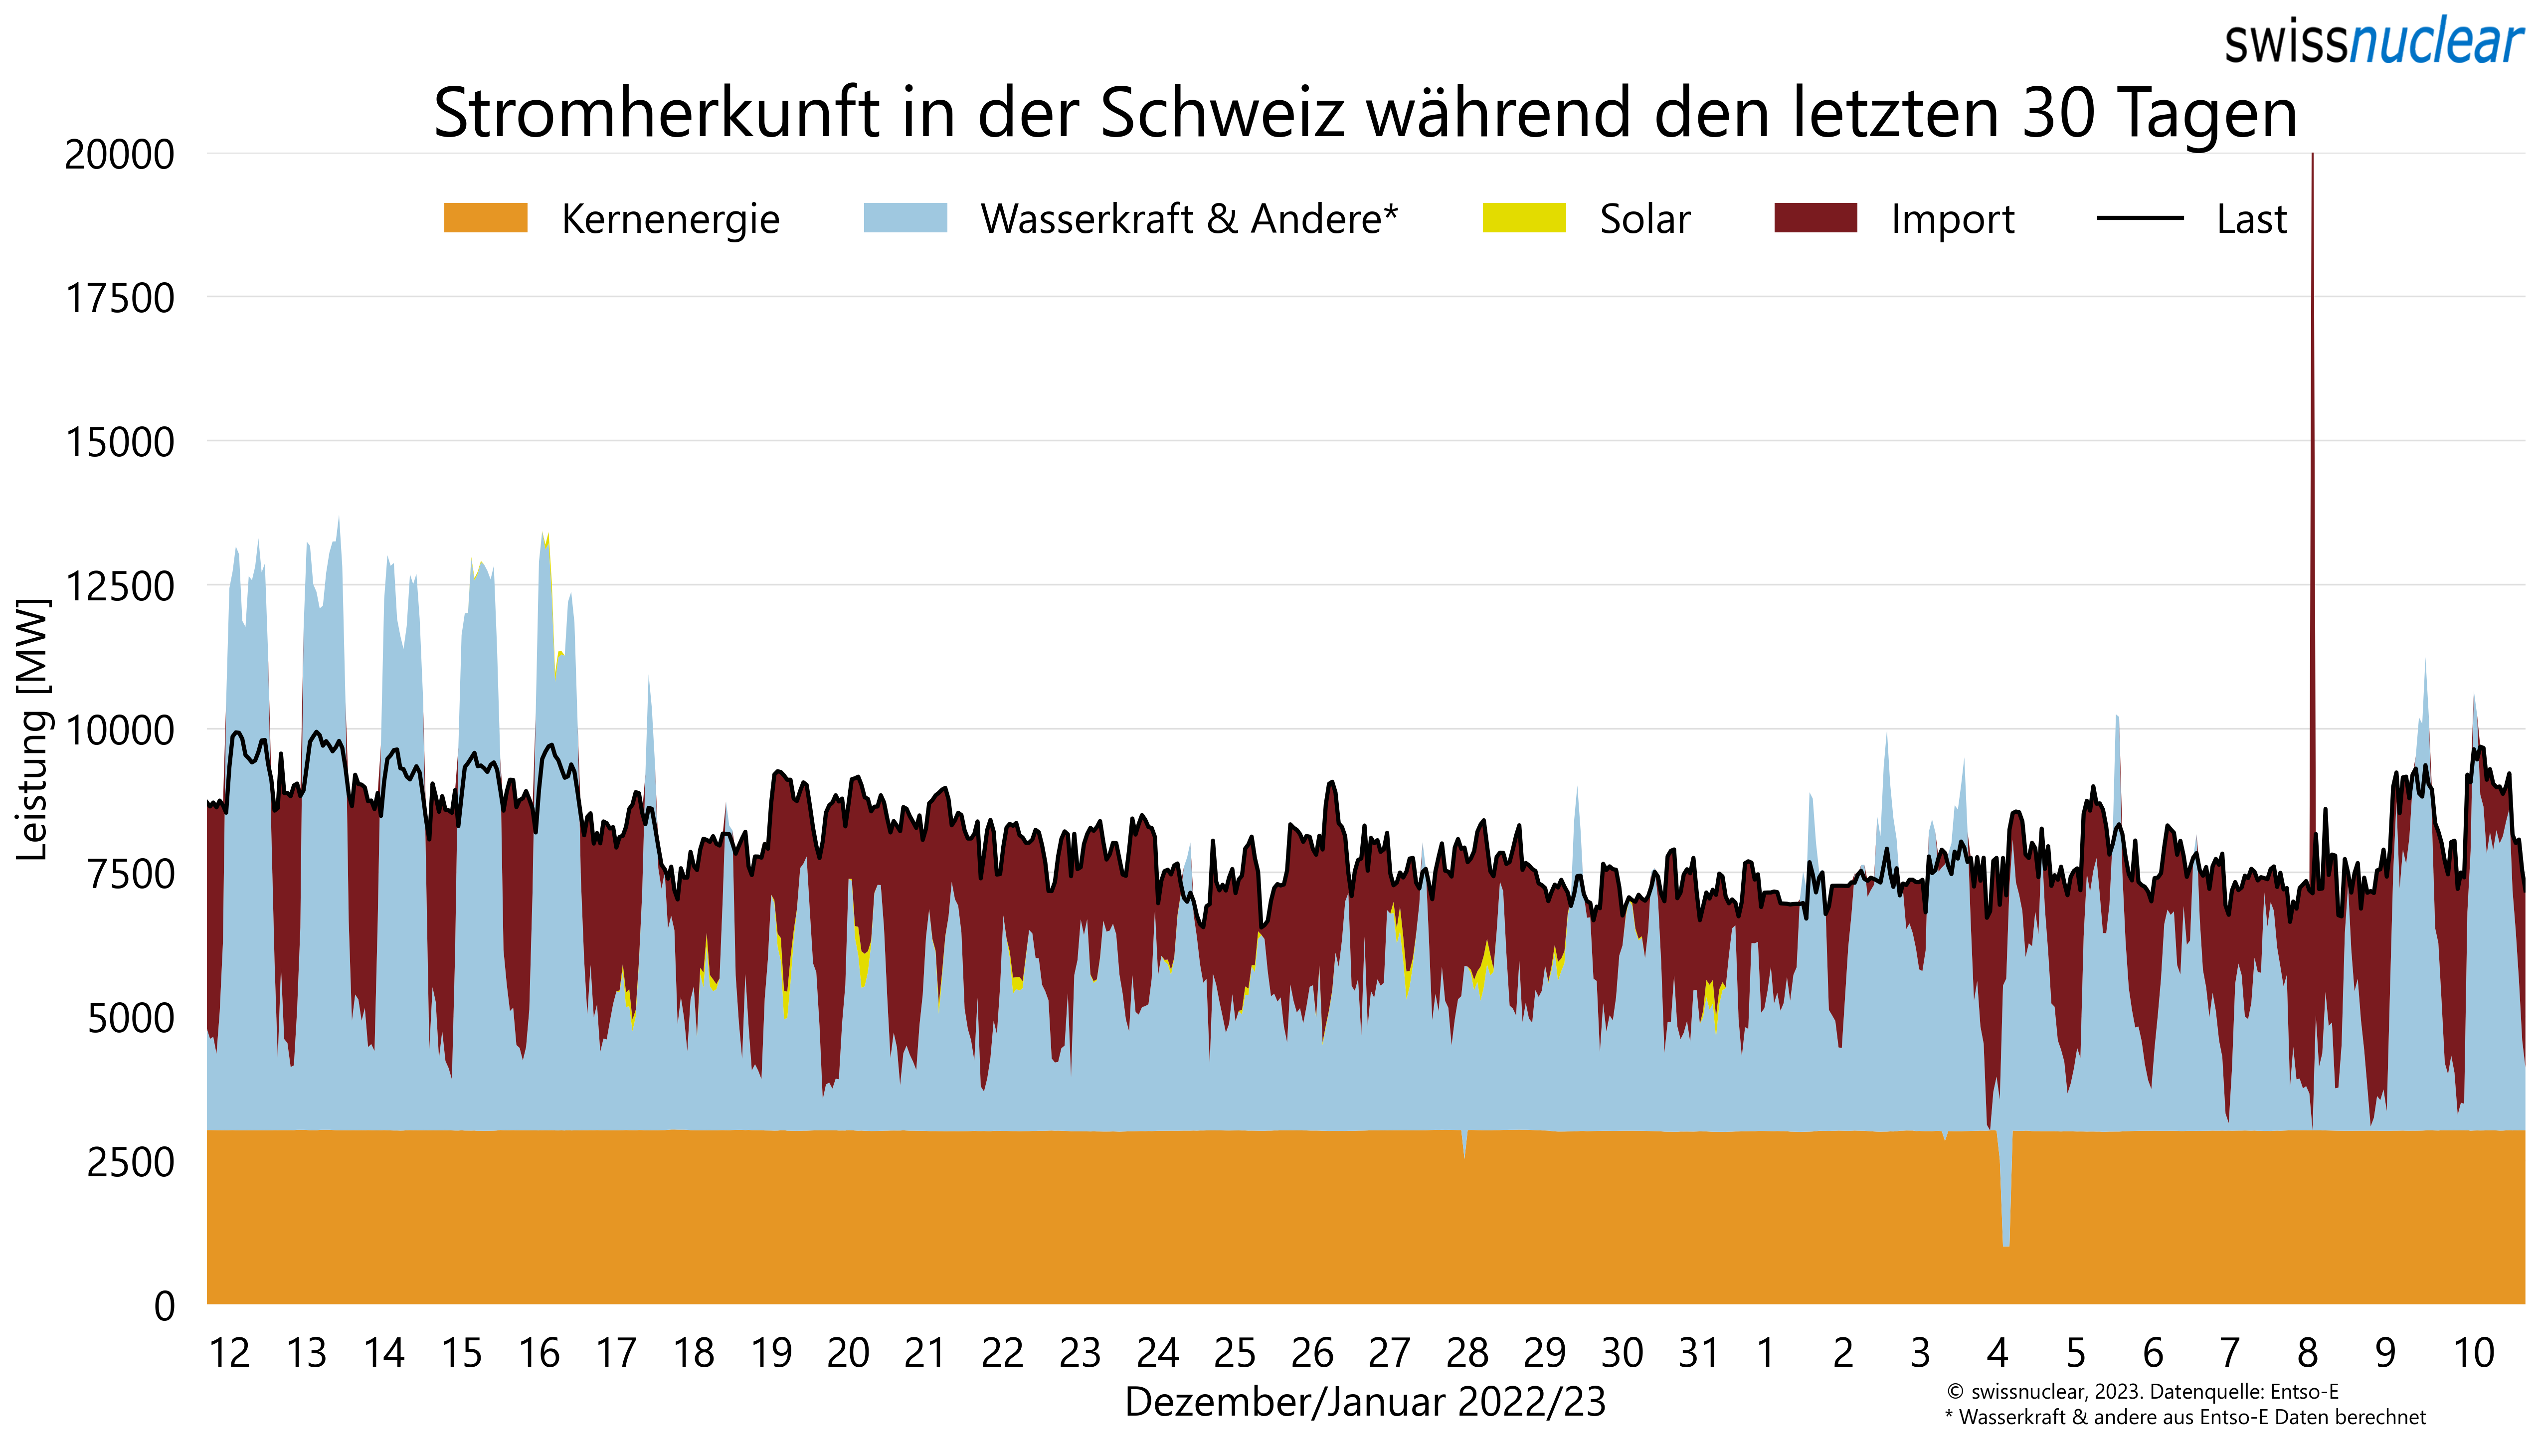 swissnuclear
Stromherkunft in der Schweiz während den letzten 30 Tagen
20000
Kernenergie Wasserkraft & Andere* Solar Import Last
17500
15000
12500
10000
7500
5000
2500
0
Leistung [MW]
12 13 14 15 16 17 18 19 20 21 22 23 24 25 26 27 28 29 30 31 1 2 3 4 5 6 7 8 9 10
Dezember/Januar 2022/23
© swissnuclear, 2023. Datenquelle: Entso-E
* Wasserkraft & andere aus Entso-E Daten berechnet